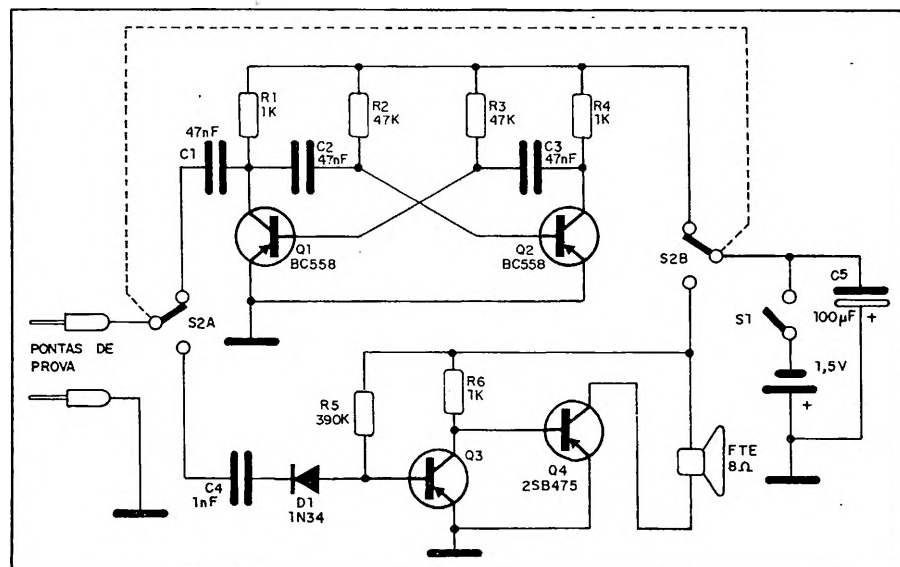 R1
1K
R2
47K
R3
47K
R4
1K
47nF
C1
C2
47nF
C3
47nF
Q1
BC558
Q2
BC558
S2B
C5
100µF
+
S1
1,5V
+
S2A
PONTAS DE
PROVA
R5
390K
R6
1K
Q3
Q4
2SB475
FTE
8Ω
C4
1nF
D1
1N34